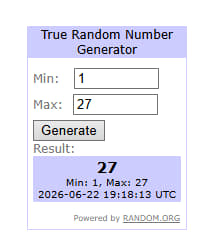 True Random Number
Generator
Min: 1
Max: 27
Generate
Result:
27
Min: 1, Max: 27
2026-06-22 19:18:13 UTC
Powered by RANDOM.ORG